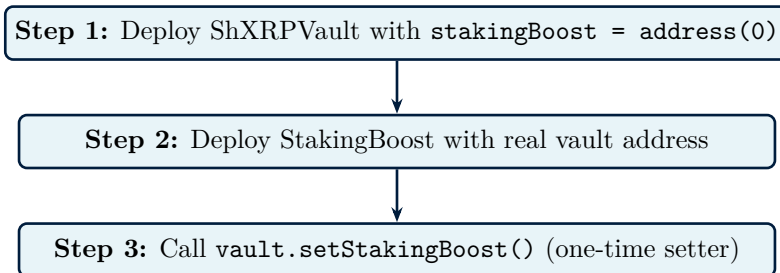 Step 1: Deploy ShXRPVault with stakingBoost = address(0)
Step 2: Deploy StakingBoost with real vault address
Step 3: Call vault.setStakingBoost() (one-time setter)